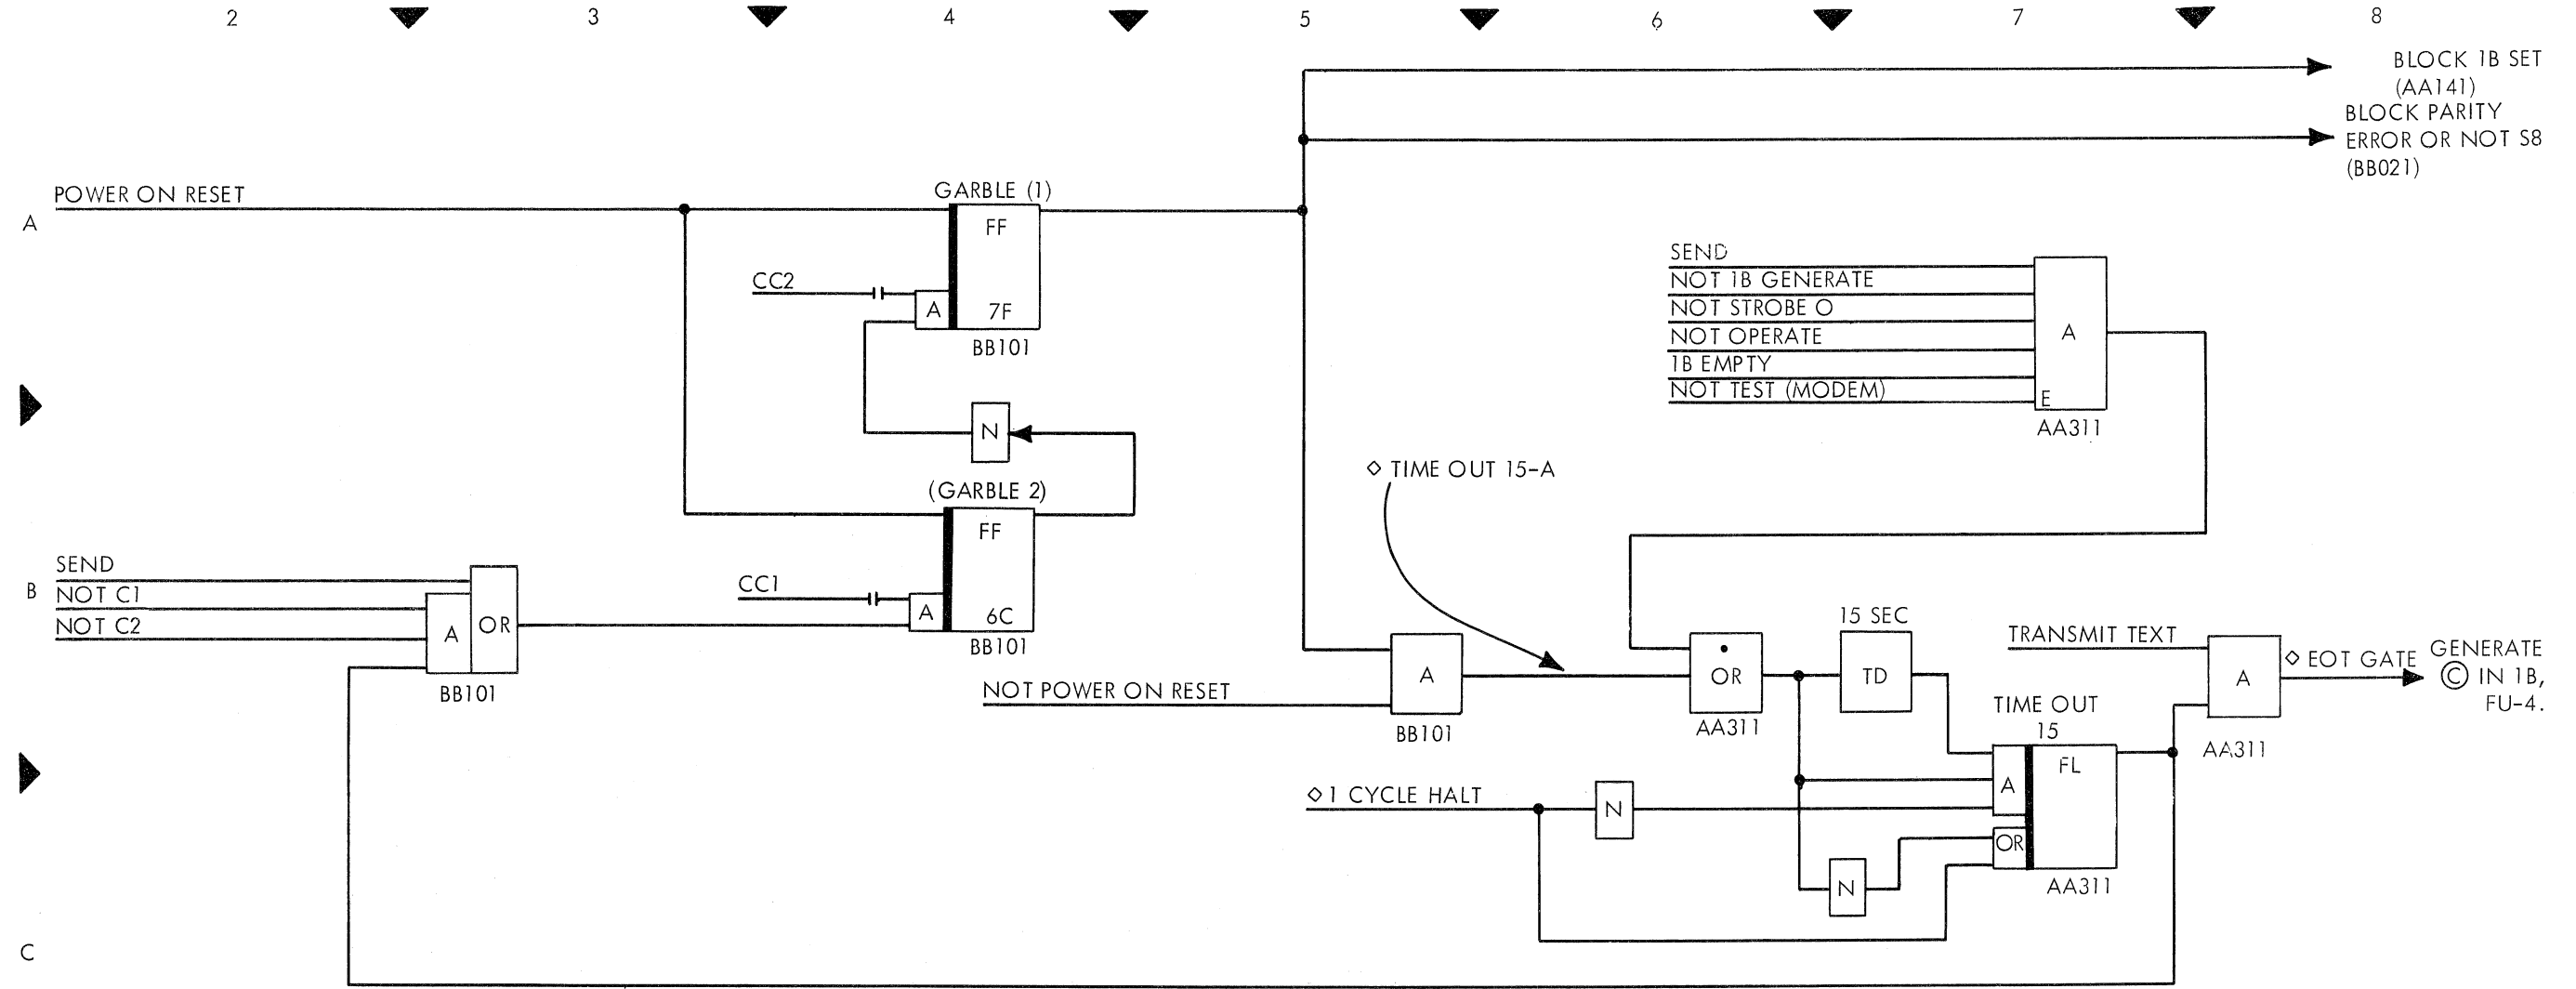 2 3 4 5 6 7 8
BLOCK 1B SET
(AA141)
BLOCK PARITY
ERROR OR NOT S8
(BB021)
A
POWER ON RESET
GARBLE (1)
FF
CC2
A
7F
BB101
SEND
NOT 1B GENERATE
NOT STROBE O
NOT OPERATE
1B EMPTY
NOT TEST (MODEM)
A
E
AA311
N
◇ TIME OUT 15-A
(GARBLE 2)
FF
CC1
A
6C
BB101
B
SEND
NOT C1
NOT C2
A
OR
BB101
NOT POWER ON RESET
A
BB101
OR
AA311
15 SEC
TD
TRANSMIT TEXT
A
AA311
◇ EOT GATE
GENERATE
Ⓒ IN 1B,
FU-4.
TIME OUT
15
FL
A
OR
AA311
◇ 1 CYCLE HALT
N
N
C